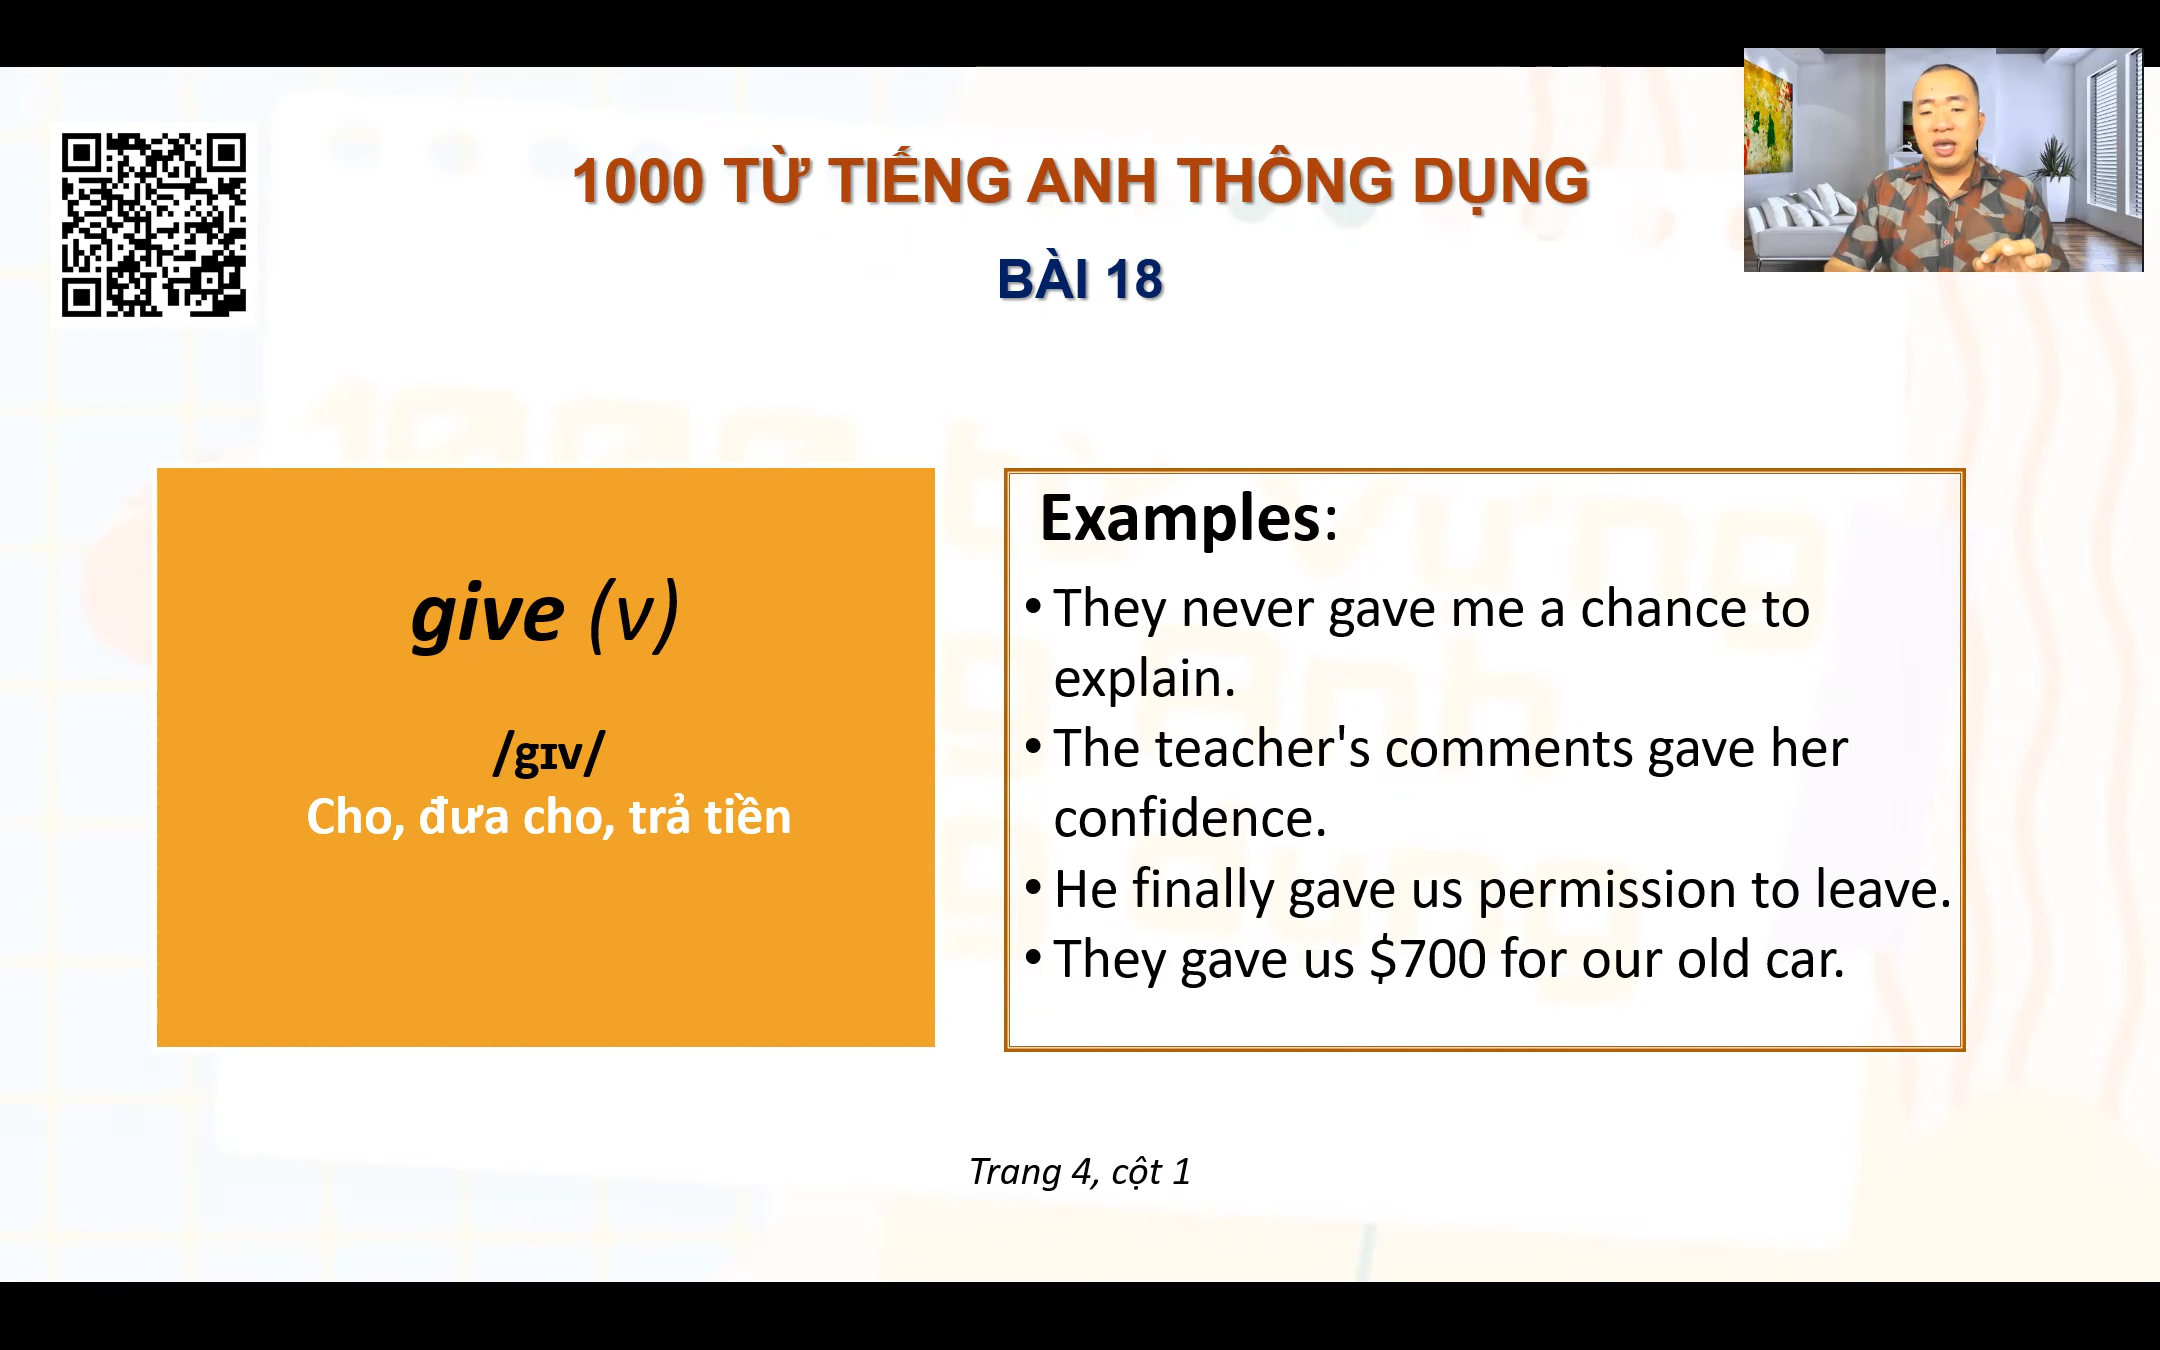 1000 TỪ TIẾNG ANH THÔNG DỤNG
BÀI 18
give (v)
/gɪv/
Cho, đưa cho, trả tiền
Examples:
• They never gave me a chance to
explain.
• The teacher's comments gave her
confidence.
• He finally gave us permission to leave.
• They gave us $700 for our old car.
Trang 4, cột 1